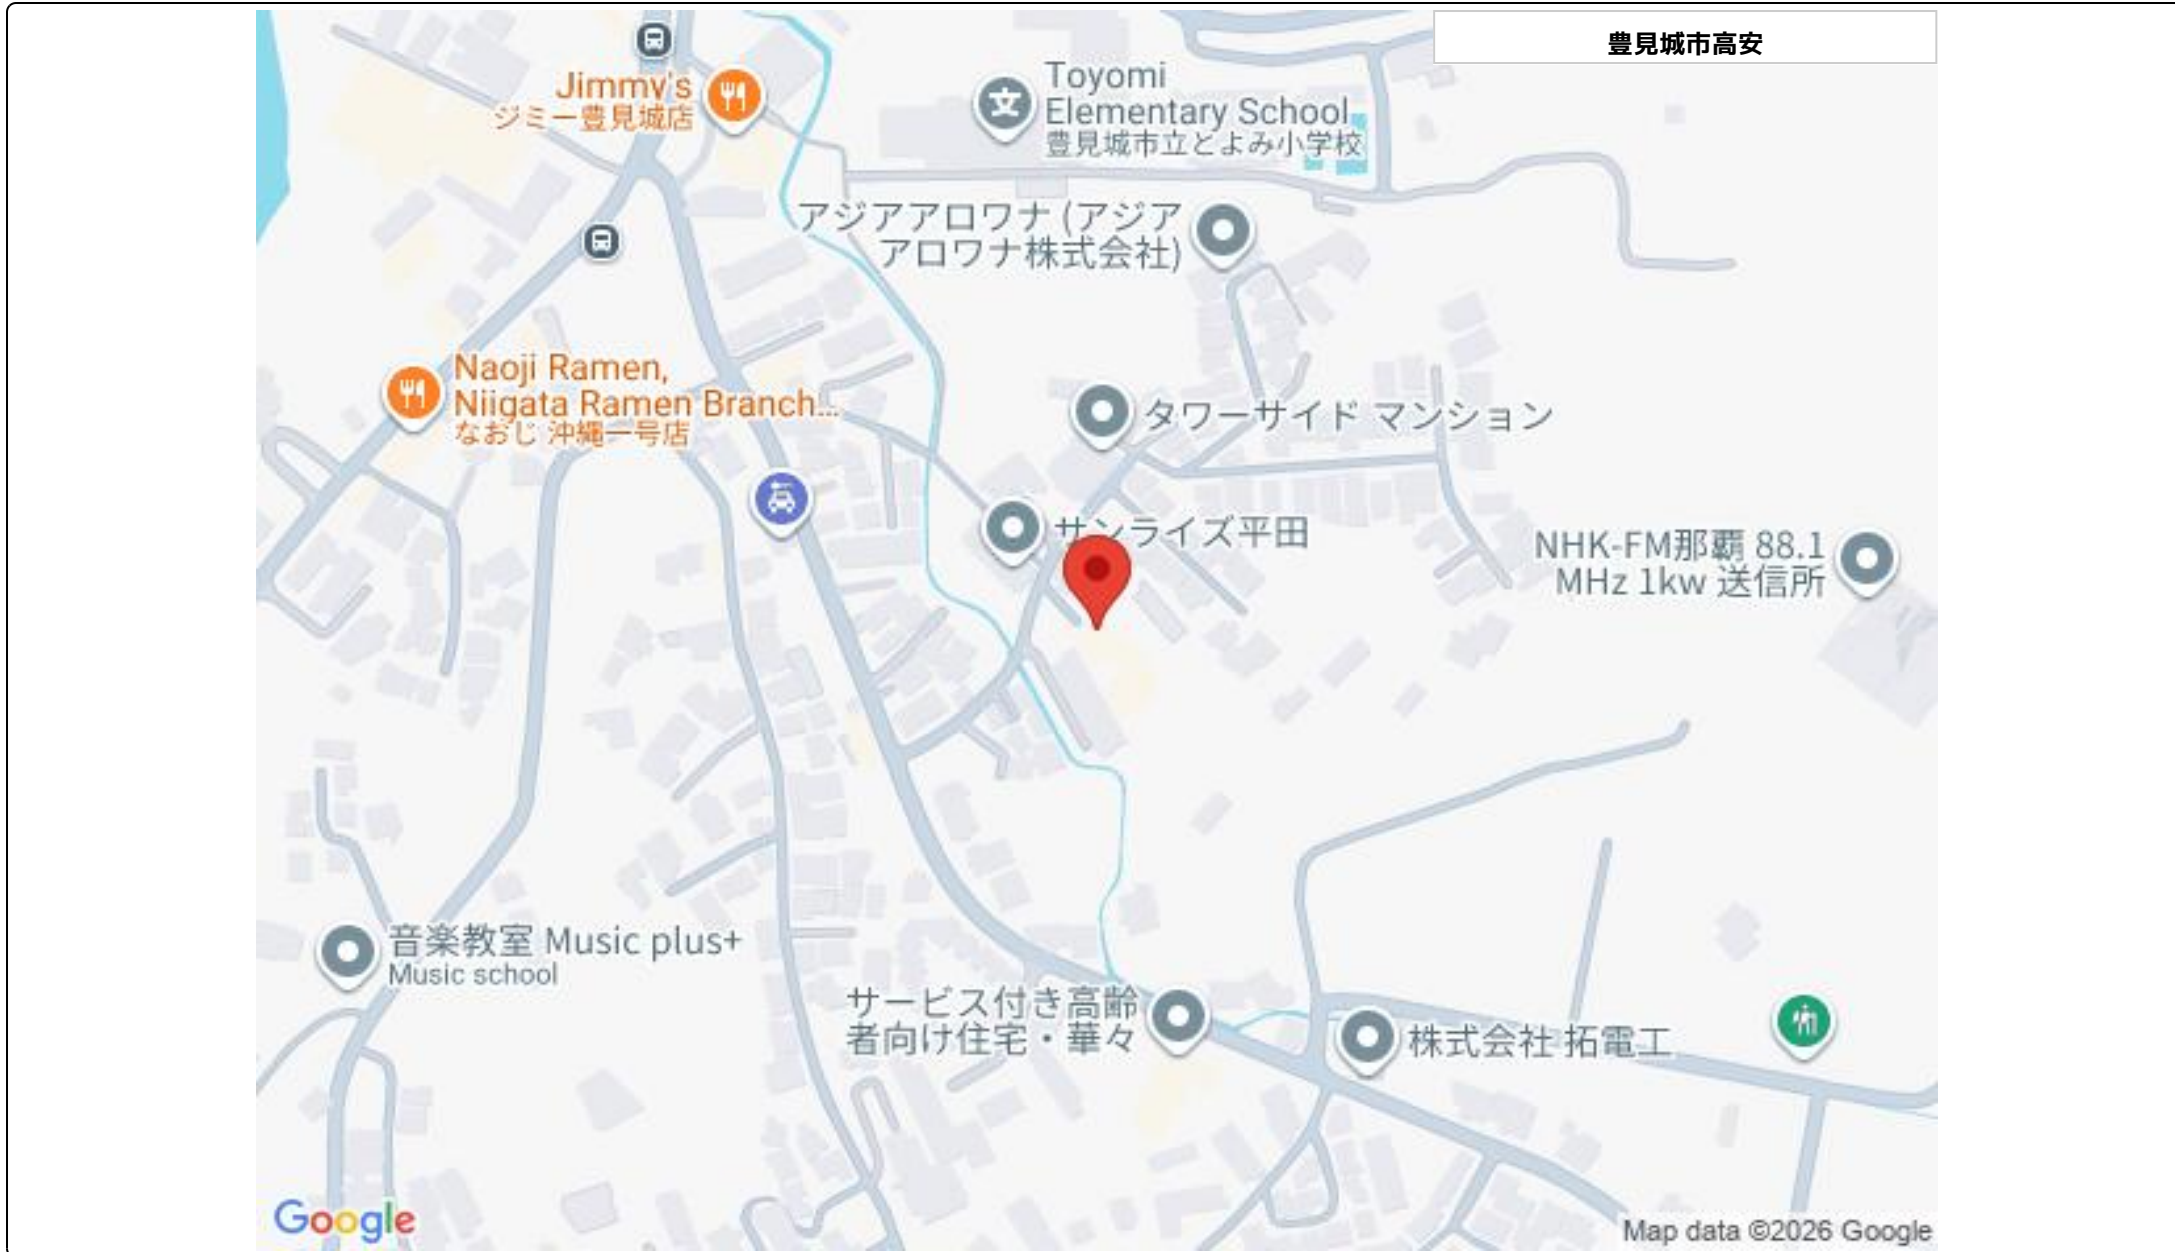 豊見城市高安
Jimmy's
ジミー豊見城店
Toyomi
Elementary School
豊見城市立とよみ小学校
アジアアロワナ (アジア
アロワナ株式会社)
Naoji Ramen,
Niigata Ramen Branch...
なおじ 沖縄一号店
タワーサイド マンション
サンライズ平田
NHK-FM那覇 88.1
MHz 1kw 送信所
音楽教室 Music plus+
Music school
サービス付き高齢
者向け住宅・華々
株式会社 拓電工
Google
Map data ©2026 Google